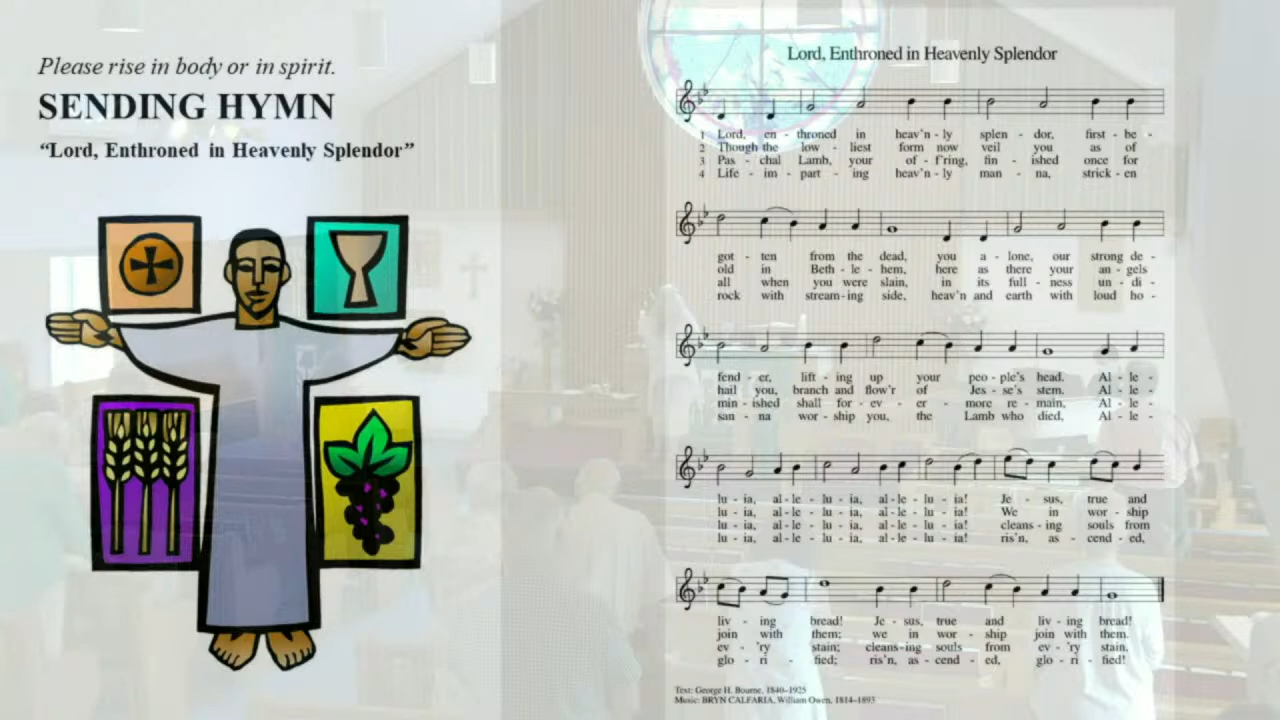 Please rise in body or in spirit.
SENDING HYMN
“Lord, Enthroned in Heavenly Splendor”
Lord, Enthroned in Heavenly Splendor
1 Lord, en - throned in heav'n - ly splen - dor, first - be -
2 Though the low - liest form now veil you as of
3 Pas - chal Lamb, your of - f'ring, fin - ished once for
4 Life - im - part - ing heav'n - ly man - na, strick - en
got - ten from the dead, you a - lone, our strong de -
old in Beth - le - hem, here as there your an - gels
all when you were slain, in its full - ness un - di -
rock with stream - ing side, heav'n and earth with loud ho -
fend - er, lift - ing up your peo - ple's head. Al - le -
hail you, branch and flow'r of Jes - se's stem. Al - le -
min - ished shall for - ev - er - more re - main, Al - le -
san - na wor - ship you, the Lamb who died, Al - le -
lu - ia, al - le - lu - ia, al - le - lu - ia! Je - sus, true and
lu - ia, al - le - lu - ia, al - le - lu - ia! We in wor - ship
lu - ia, al - le - lu - ia, al - le - lu - ia! cleans - ing souls from
lu - ia, al - le - lu - ia, al - le - lu - ia! ris'n, as - cend - ed,
liv - ing bread! Je - sus, true and liv - ing bread!
join with them; we in wor - ship join with them.
ev - 'ry stain; cleans - ing souls from ev - 'ry stain.
glo - ri - fied; ris'n, as - cend - ed, glo - ri - fied!
Text: George H. Bourne, 1840–1925
Music: BRYN CALFARIA, William Owen, 1814–1893